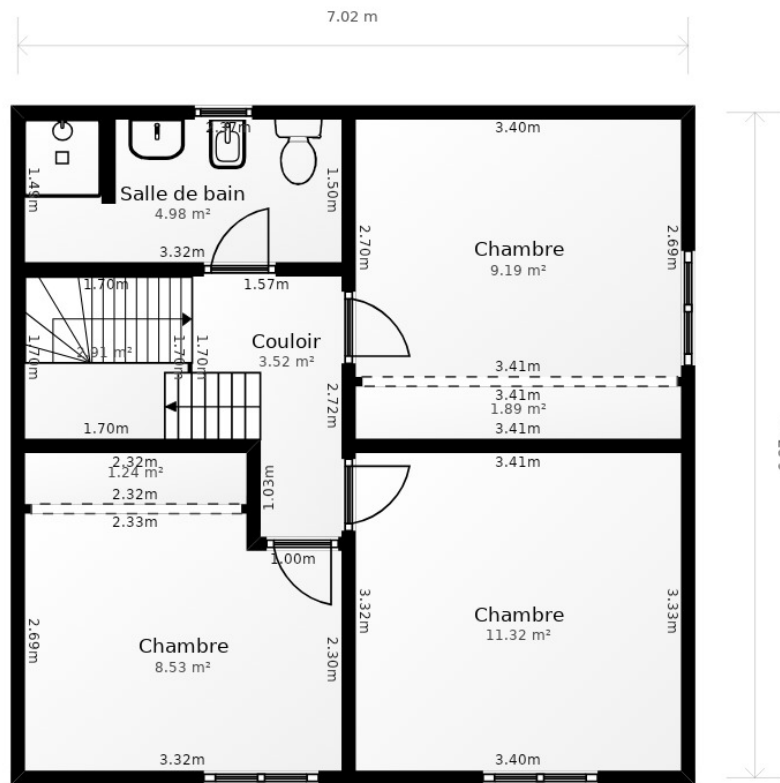 7.02 m
2.37m
3.40m
1.49m
1.50m
Salle de bain
4.98 m²
3.32m
2.70m
2.69m
Chambre
9.19 m²
1.70m
1.57m
Couloir
3.52 m²
1.70m
2.91 m²
1.70m
1.70m
2.72m
3.41m
3.41m
1.89 m²
3.41m
1.70m
2.32m
1.24 m²
2.32m
2.33m
1.03m
1.00m
3.41m
3.32m
3.33m
Chambre
11.32 m²
2.69m
Chambre
8.53 m²
2.30m
3.32m
3.40m